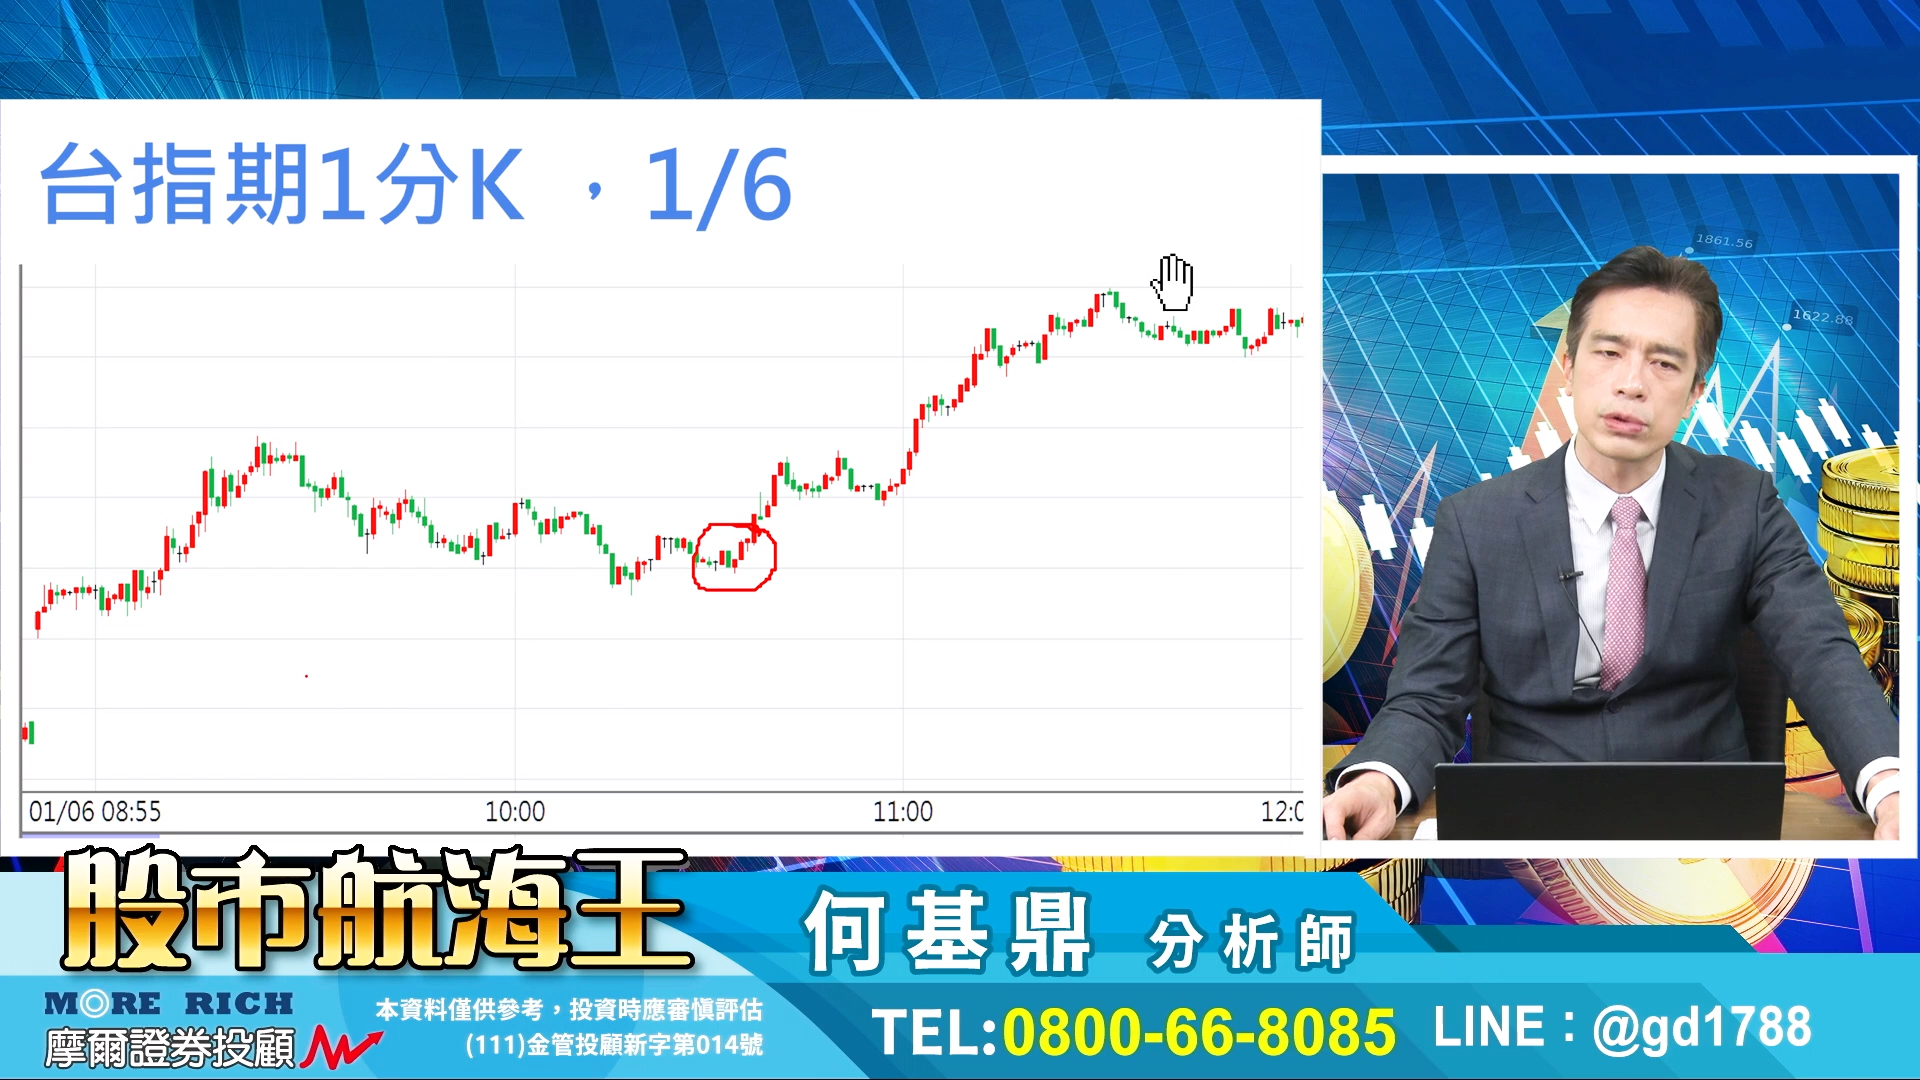 台指期1分K，1/6
1861.56
1622.88
01/06 08:55
10:00
11:00
12:0
股市航海王
何基鼎 分析師
MORE RICH
摩爾證券投顧
本資料僅供參考，投資時應審慎評估
(111)金管投顧新字第014號
TEL:0800-66-8085
LINE：@gd1788